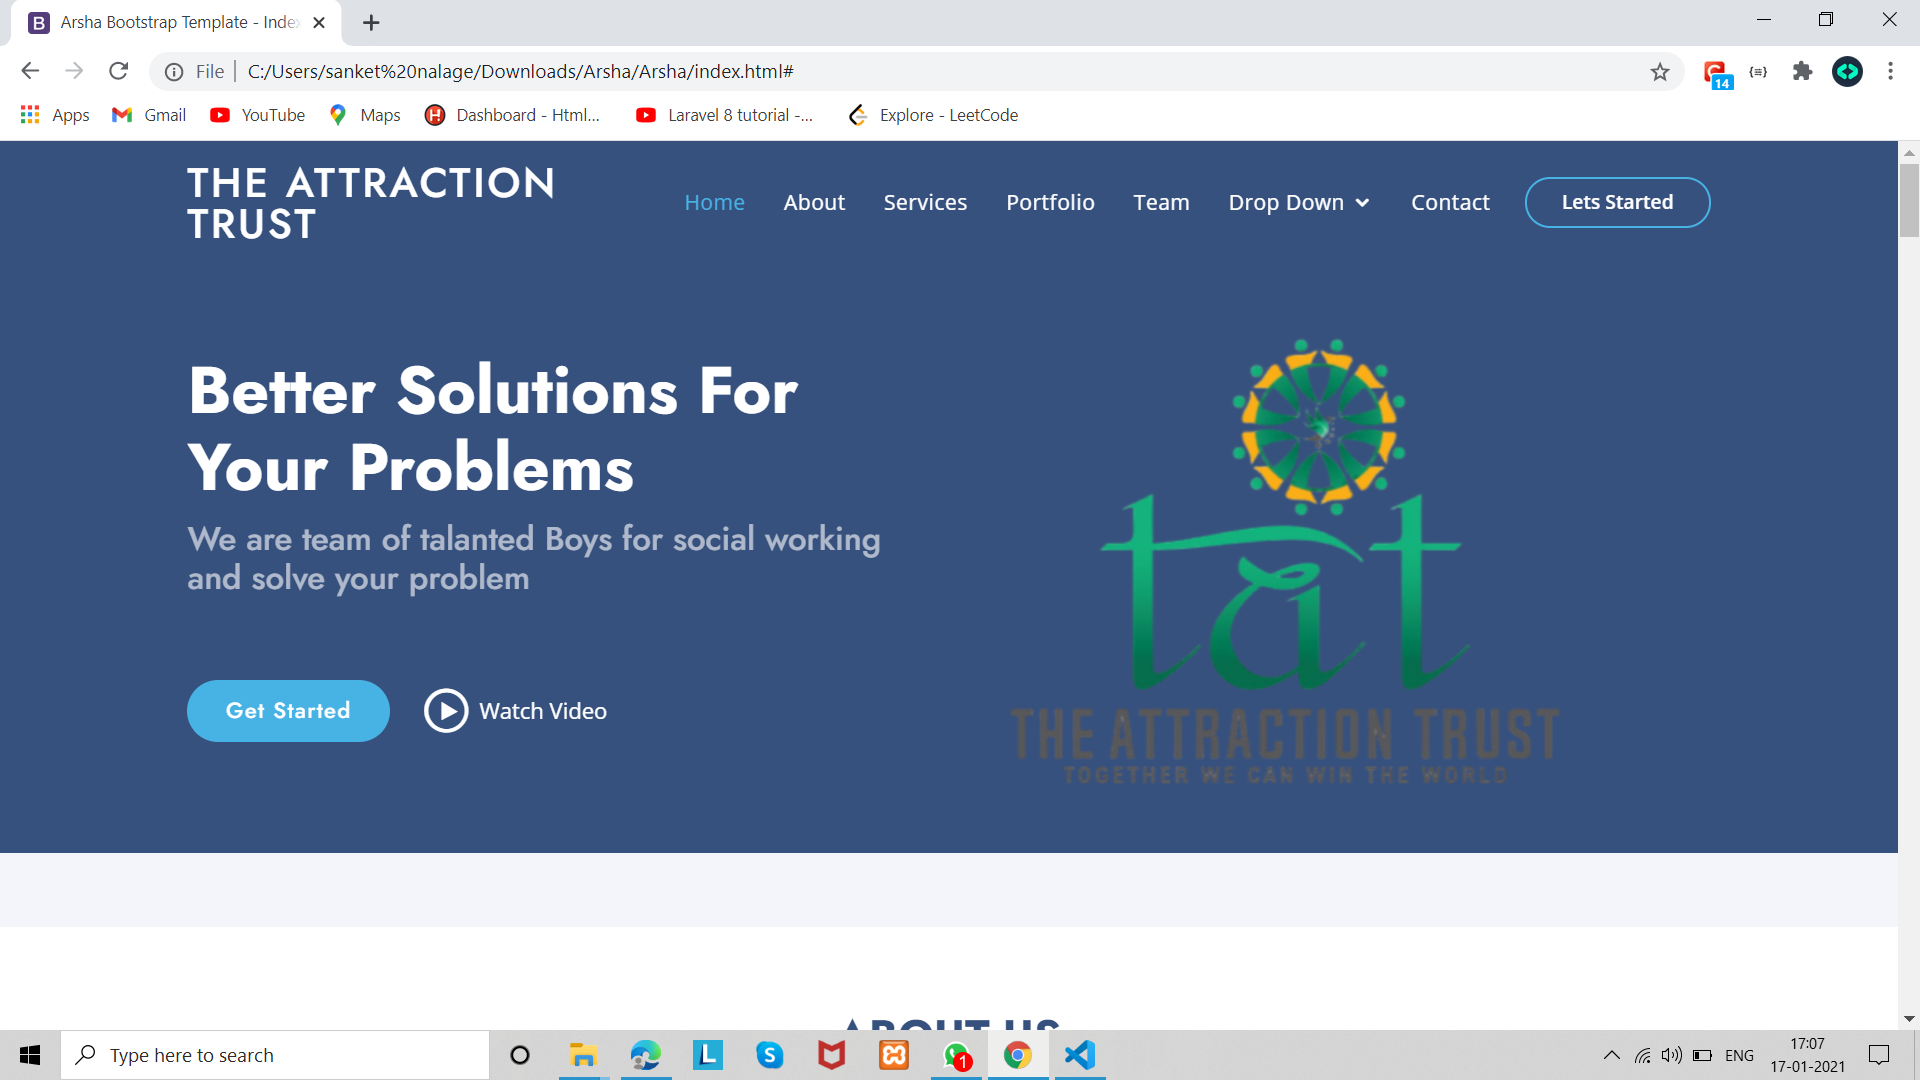 Arsha Bootstrap Template - Inde
File
C:/Users/sanket%20nalage/Downloads/Arsha/Arsha/index.html#
14
Apps
Gmail
YouTube
Maps
Dashboard - Html...
Laravel 8 tutorial -...
Explore - LeetCode
THE ATTRACTION
TRUST
Home
About
Services
Portfolio
Team
Drop Down
Contact
Lets Started
Better Solutions For
Your Problems
We are team of talanted Boys for social working
and solve your problem
Get Started
Watch Video
tat
THE ATTRACTION TRUST
TOGETHER WE CAN WIN THE WORLD
ABOUT US
Type here to search
1
ENG
17:07
17-01-2021